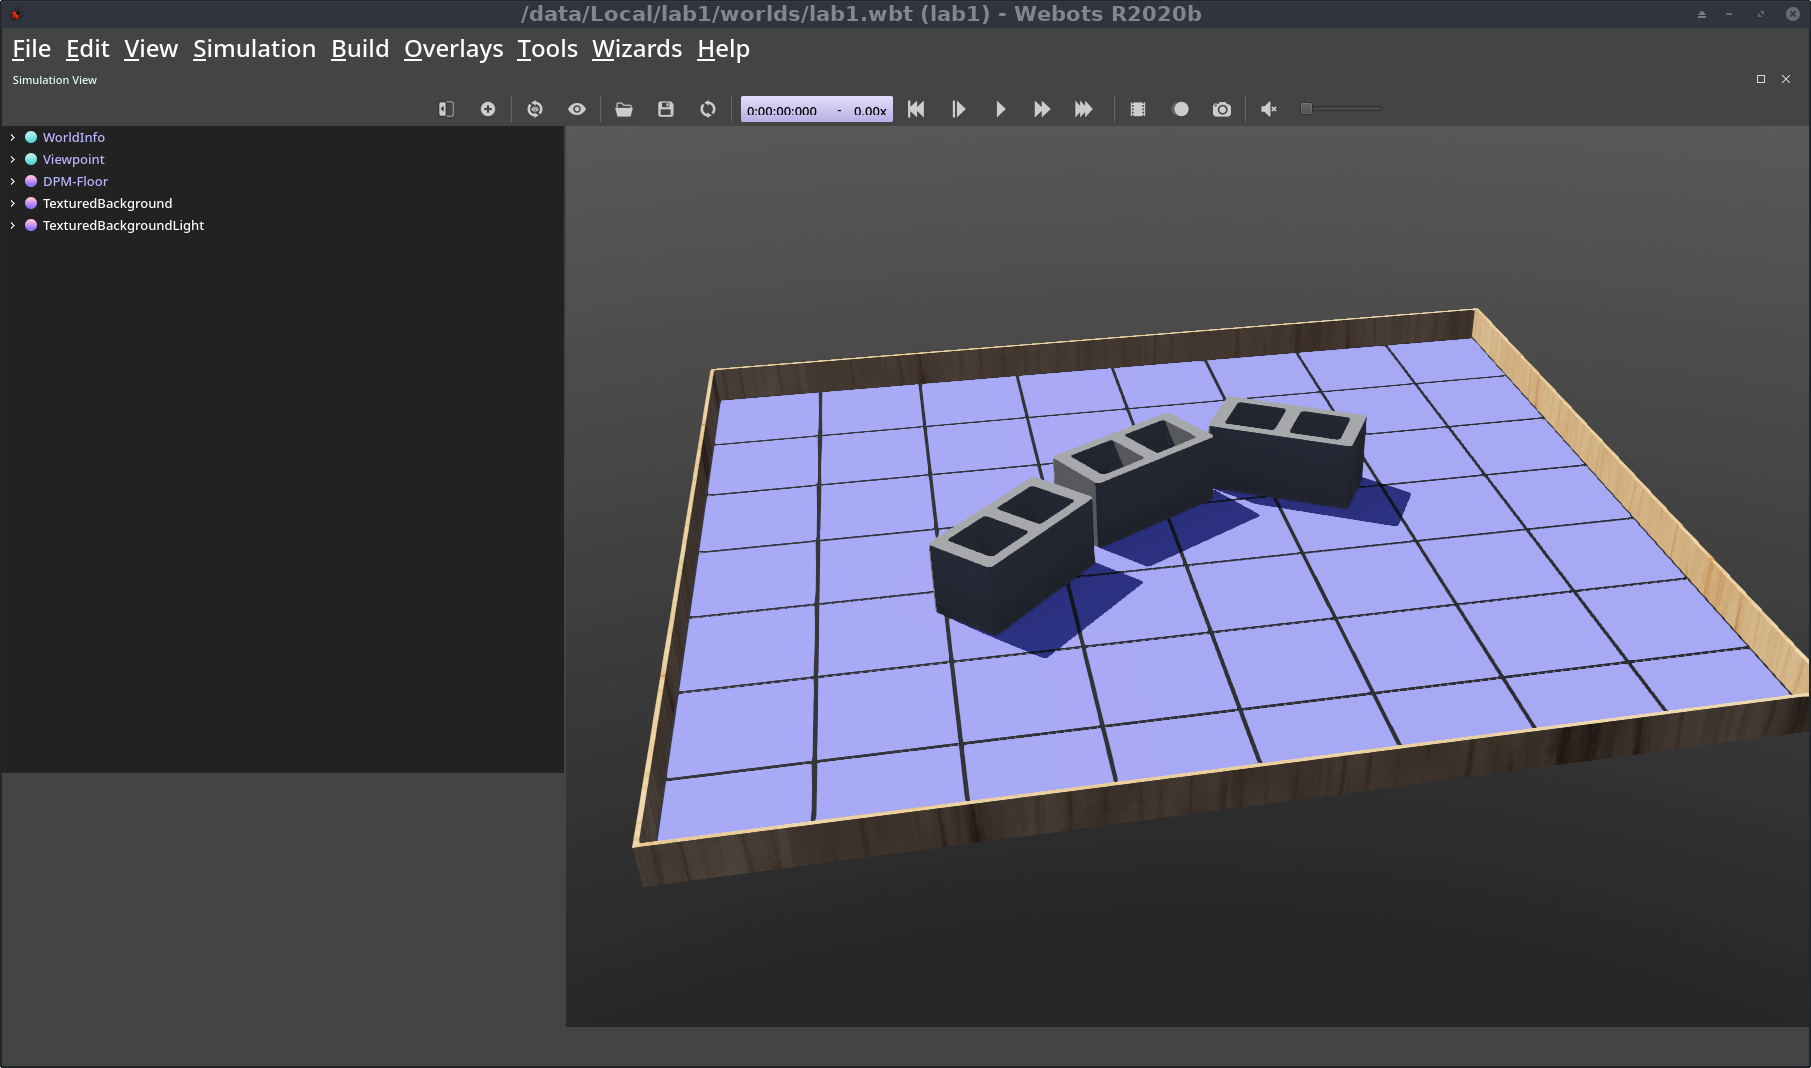 /data/Local/lab1/worlds/lab1.wbt (lab1) - Webots R2020b
File Edit View Simulation Build Overlays Tools Wizards Help
Simulation View
0:00:00:000 - 0.00x
WorldInfo
Viewpoint
DPM-Floor
TexturedBackground
TexturedBackgroundLight